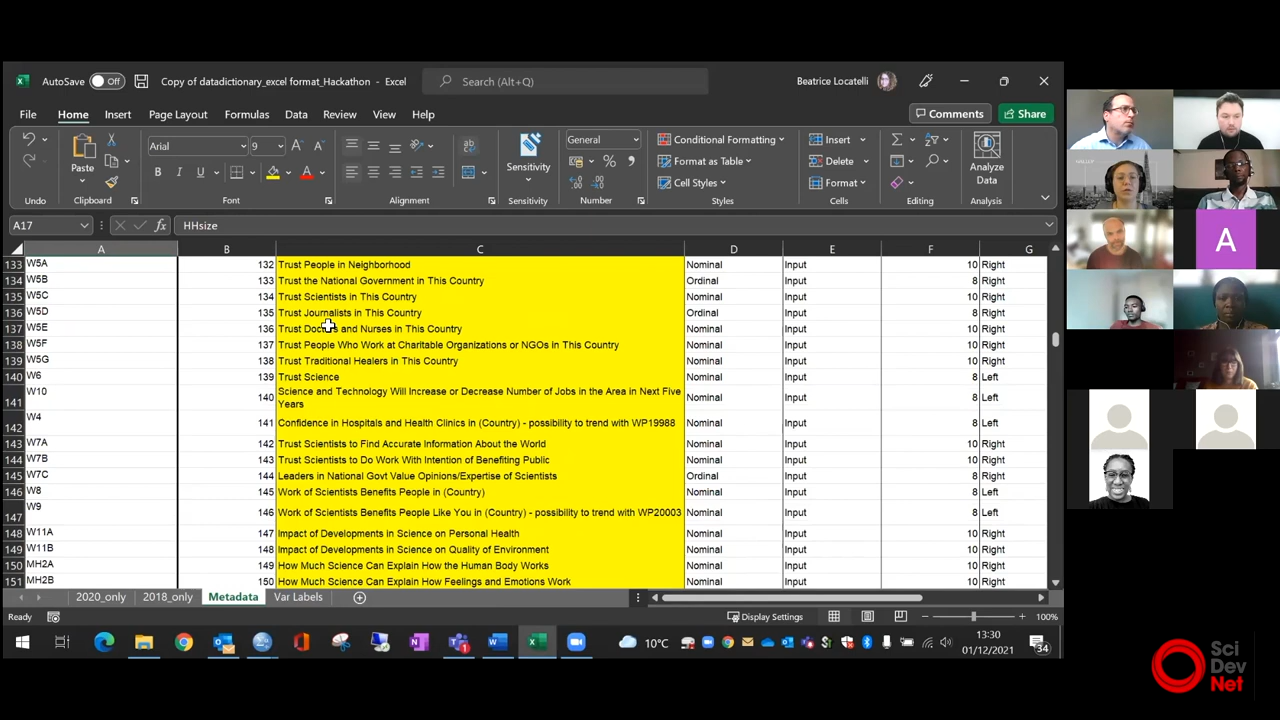 AutoSave Off Copy of datadictionary_excel format_Hackathon - Excel Search (Alt+Q) Beatrice Locatelli
File Home Insert Page Layout Formulas Data Review View Help Comments Share
Arial 9 General Conditional Formatting Insert
Paste Sensitivity Format as Table Delete Analyze Data
B I U A Cell Styles Format
Undo Clipboard Font Alignment Sensitivity Number Styles Cells Editing Analysis
A17 fx HHsize
A B C D E F G
133 W5A 132 Trust People in Neighborhood Nominal Input 10 Right
134 W5B 133 Trust the National Government in This Country Ordinal Input 8 Right
135 W5C 134 Trust Scientists in This Country Nominal Input 10 Right
136 W5D 135 Trust Journalists in This Country Ordinal Input 8 Right
137 W5E 136 Trust Doctors and Nurses in This Country Nominal Input 10 Right
138 W5F 137 Trust People Who Work at Charitable Organizations or NGOs in This Country Nominal Input 10 Right
139 W5G 138 Trust Traditional Healers in This Country Nominal Input 10 Right
140 W6 139 Trust Science Nominal Input 8 Left
141 W10 140 Science and Technology Will Increase or Decrease Number of Jobs in the Area in Next Five Nominal Input 8 Left
Years
142 W4 141 Confidence in Hospitals and Health Clinics in (Country) - possibility to trend with WP19988 Nominal Input 8 Left
143 W7A 142 Trust Scientists to Find Accurate Information About the World Nominal Input 10 Right
144 W7B 143 Trust Scientists to Do Work With Intention of Benefiting Public Nominal Input 10 Right
145 W7C 144 Leaders in National Govt Value Opinions/Expertise of Scientists Ordinal Input 8 Right
146 W8 145 Work of Scientists Benefits People in (Country) Nominal Input 8 Left
147 W9 146 Work of Scientists Benefits People Like You in (Country) - possibility to trend with WP20003 Nominal Input 8 Left
148 W11A 147 Impact of Developments in Science on Personal Health Nominal Input 10 Right
149 W11B 148 Impact of Developments in Science on Quality of Environment Nominal Input 10 Right
150 MH2A 149 How Much Science Can Explain How the Human Body Works Nominal Input 10 Right
151 MH2B 150 How Much Science Can Explain How Feelings and Emotions Work Nominal Input 10 Right
2020_only 2018_only Metadata Var Labels
Ready Display Settings 100%
10°C 13:30
01/12/2021 34
A
Sci
Dev
Net